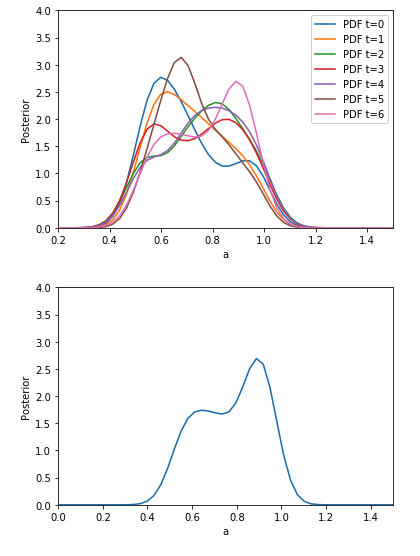 4.0
3.5
3.0
2.5
2.0
1.5
1.0
0.5
0.0
Posterior
PDF t=0
PDF t=1
PDF t=2
PDF t=3
PDF t=4
PDF t=5
PDF t=6
0.2 0.4 0.6 0.8 1.0 1.2 1.4
a
4.0
3.5
3.0
2.5
2.0
1.5
1.0
0.5
0.0
Posterior
0.0 0.2 0.4 0.6 0.8 1.0 1.2 1.4
a